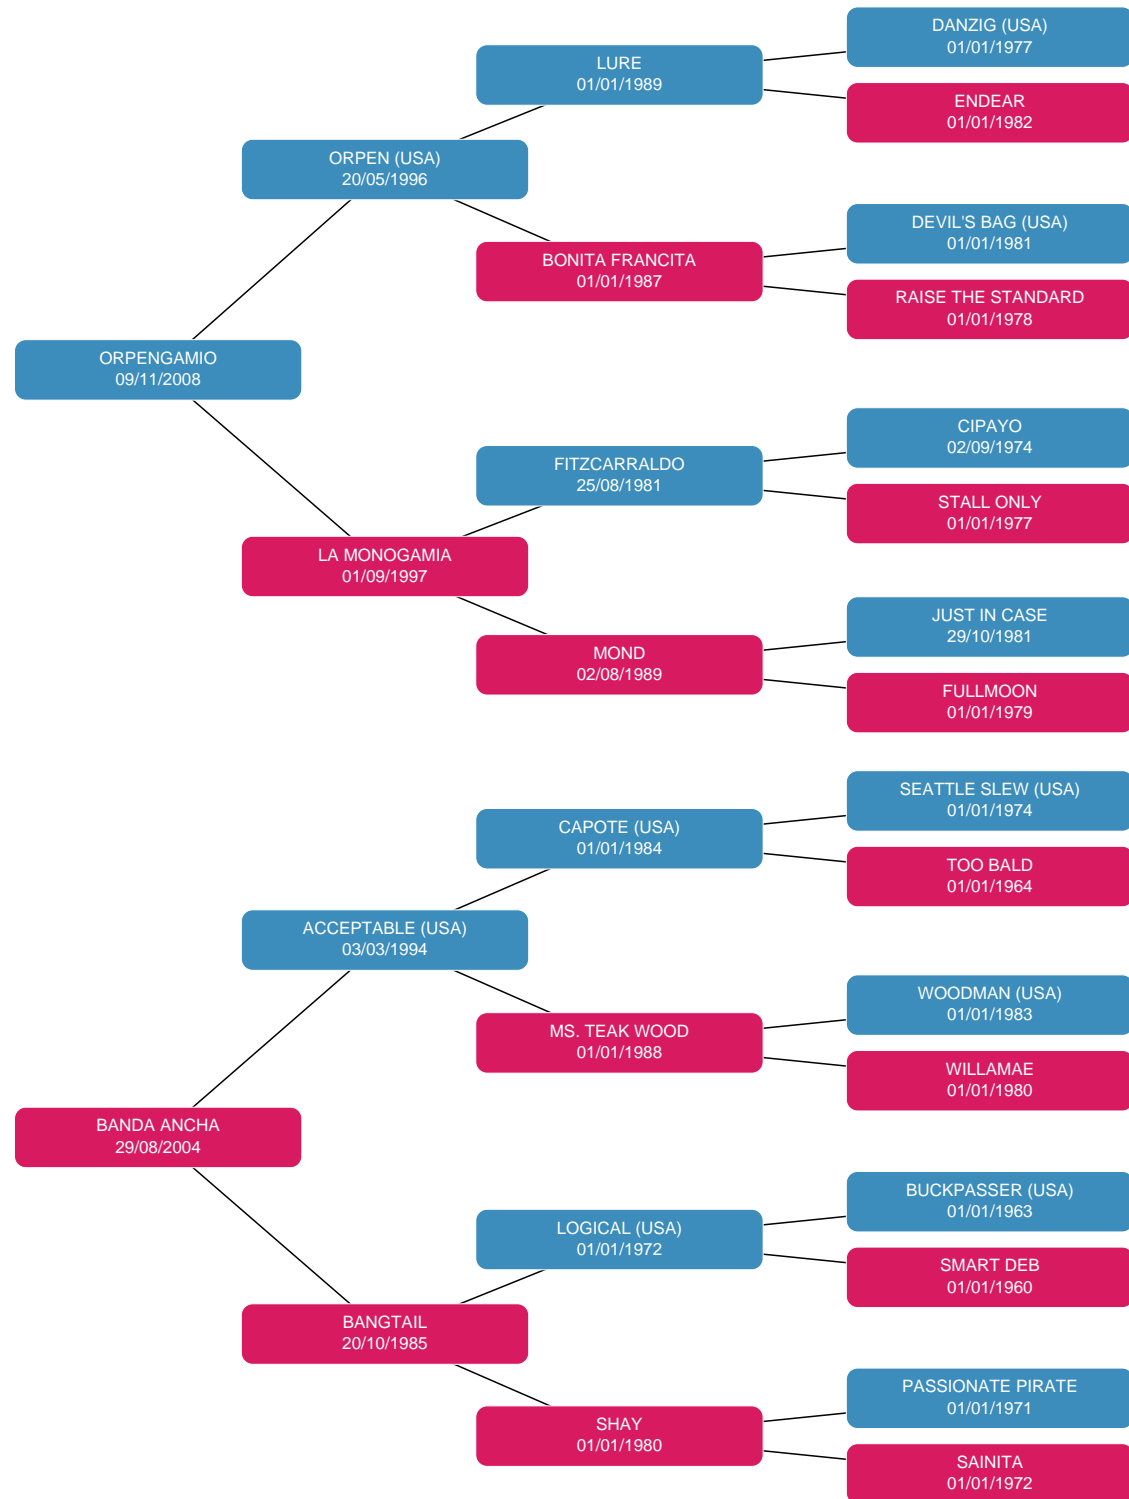 DANZIG (USA)
01/01/1977
LURE
01/01/1989
ENDEAR
01/01/1982
ORPEN (USA)
20/05/1996
DEVIL'S BAG (USA)
01/01/1981
BONITA FRANCITA
01/01/1987
RAISE THE STANDARD
01/01/1978
ORPENGAMIO
09/11/2008
CIPAYO
02/09/1974
FITZCARRALDO
25/08/1981
STALL ONLY
01/01/1977
LA MONOGAMIA
01/09/1997
JUST IN CASE
29/10/1981
MOND
02/08/1989
FULLMOON
01/01/1979
SEATTLE SLEW (USA)
01/01/1974
CAPOTE (USA)
01/01/1984
TOO BALD
01/01/1964
ACCEPTABLE (USA)
03/03/1994
WOODMAN (USA)
01/01/1983
MS. TEAK WOOD
01/01/1988
WILLAMAE
01/01/1980
BANDA ANCHA
29/08/2004
BUCKPASSER (USA)
01/01/1963
LOGICAL (USA)
01/01/1972
SMART DEB
01/01/1960
BANGTAIL
20/10/1985
PASSIONATE PIRATE
01/01/1971
SHAY
01/01/1980
SAINITA
01/01/1972